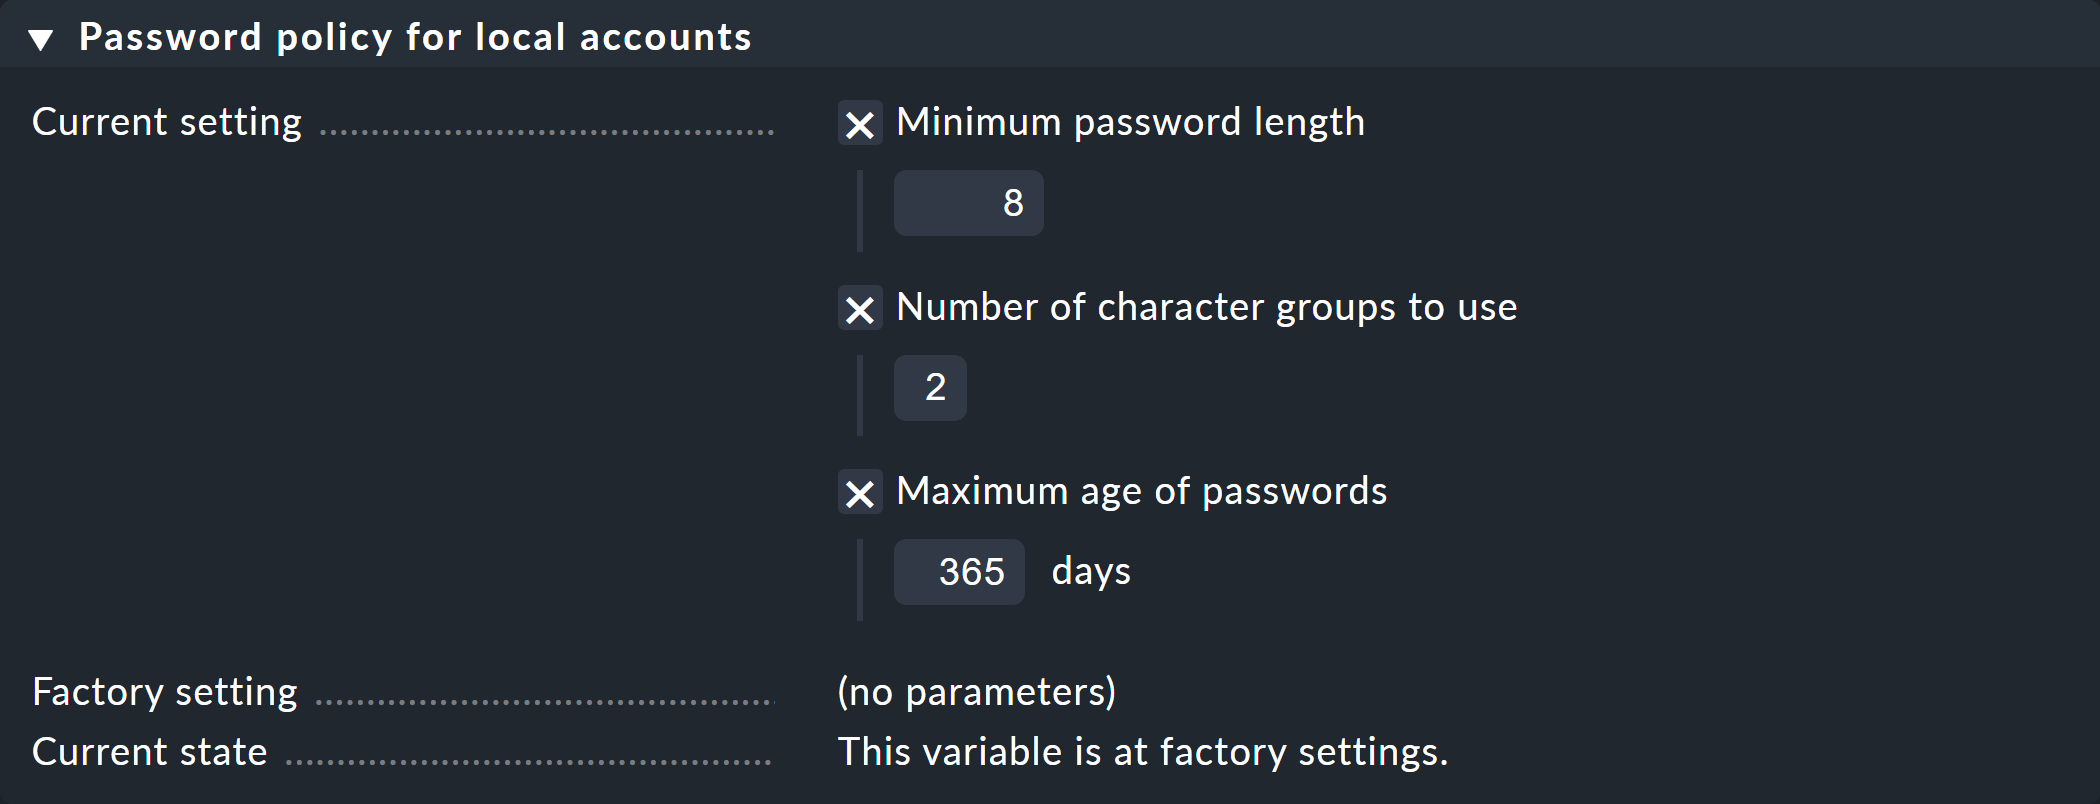 Password policy for local accounts
Current setting
Minimum password length
8
Number of character groups to use
2
Maximum age of passwords
365 days
Factory setting (no parameters)
Current state This variable is at factory settings.